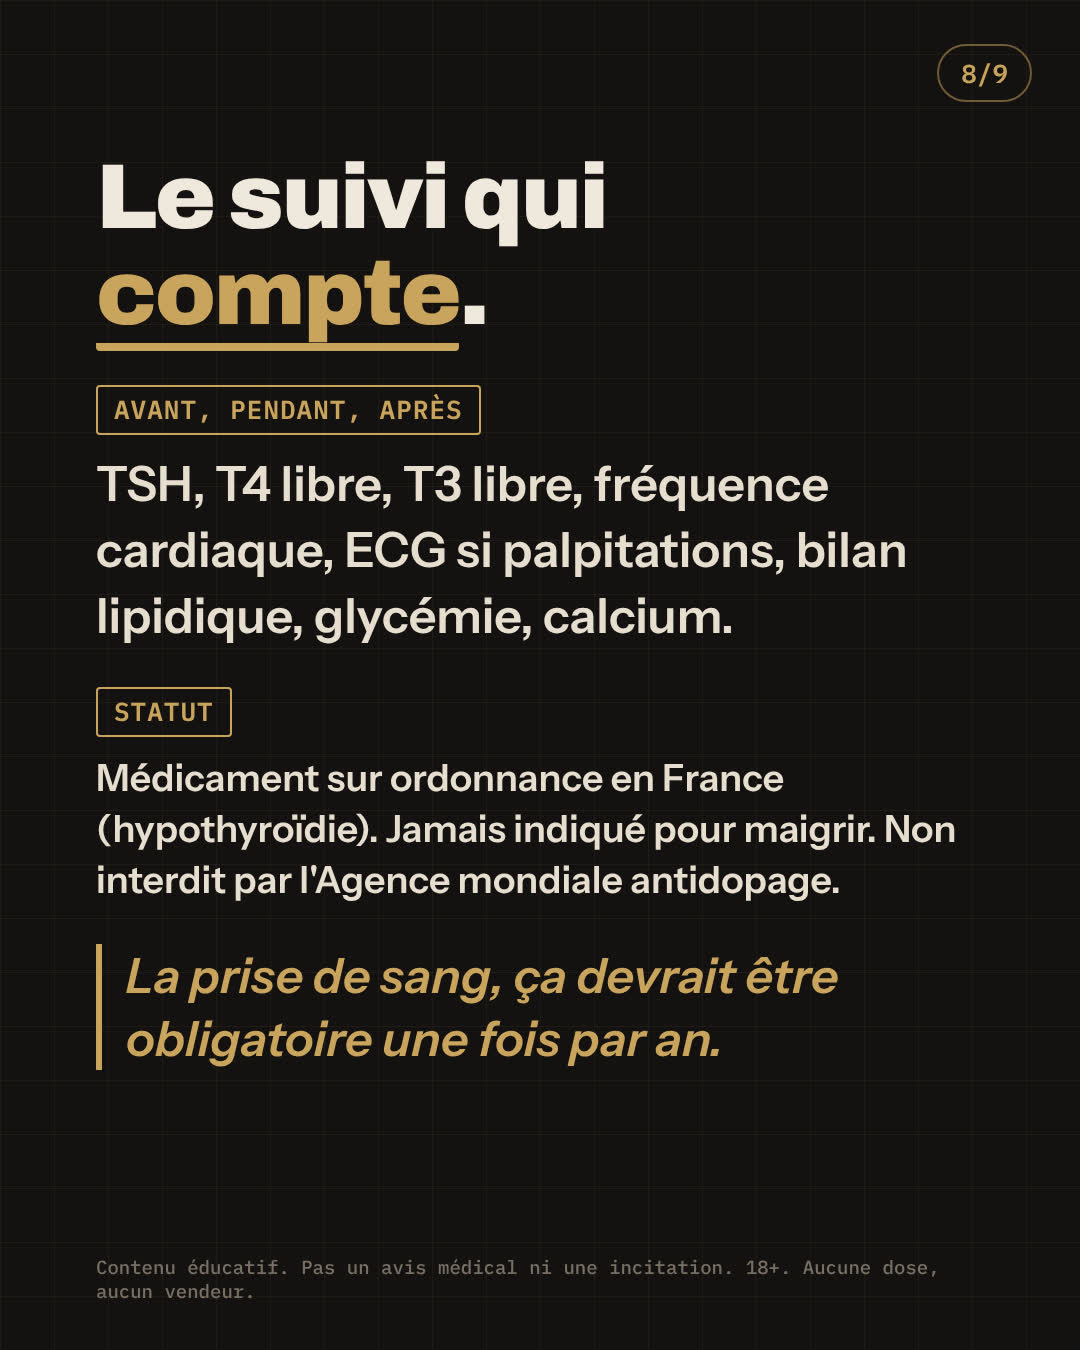 8/9
Le suivi qui
compte.
AVANT, PENDANT, APRÈS
TSH, T4 libre, T3 libre, fréquence
cardiaque, ECG si palpitations, bilan
lipidique, glycémie, calcium.
STATUT
Médicament sur ordonnance en France
(hypothyroïdie). Jamais indiqué pour maigrir. Non
interdit par l'Agence mondiale antidopage.
La prise de sang, ça devrait être
obligatoire une fois par an.
Contenu éducatif. Pas un avis médical ni une incitation. 18+. Aucune dose,
aucun vendeur.